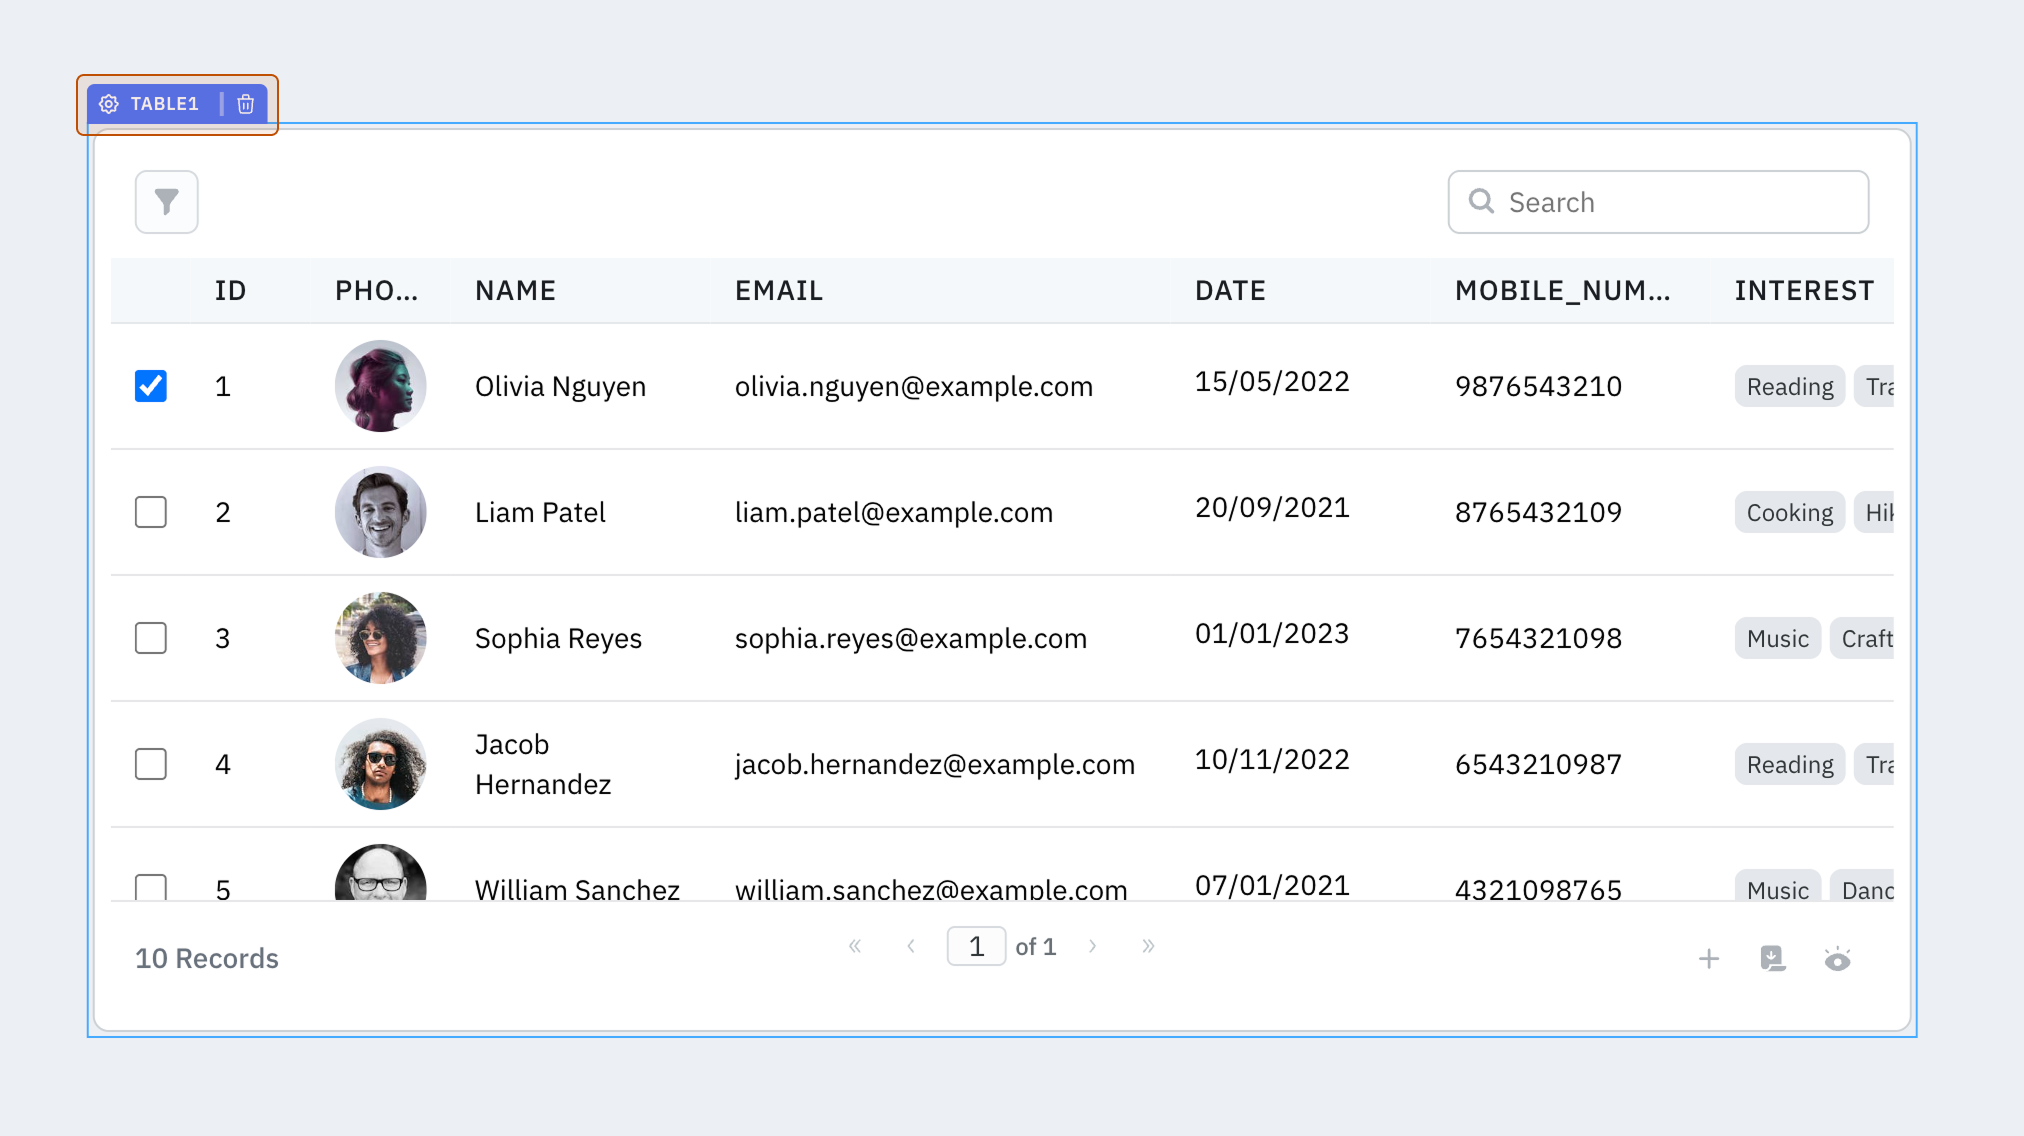 TABLE1
Search
ID PHO... NAME EMAIL DATE MOBILE_NUM... INTEREST
1 Olivia Nguyen olivia.nguyen@example.com 15/05/2022 9876543210 Reading Tra
2 Liam Patel liam.patel@example.com 20/09/2021 8765432109 Cooking Hik
3 Sophia Reyes sophia.reyes@example.com 01/01/2023 7654321098 Music Craft
4 Jacob Hernandez jacob.hernandez@example.com 10/11/2022 6543210987 Reading Tra
5 William Sanchez william.sanchez@example.com 07/01/2021 4321098765 Music Danc
10 Records « ‹ 1 of 1 › »